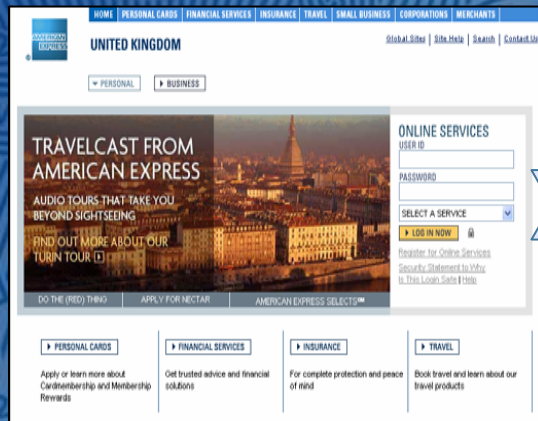 HOME PERSONAL CARDS FINANCIAL SERVICES INSURANCE TRAVEL SMALL BUSINESS CORPORATIONS MERCHANTS
AMERICAN
EXPRESS
®
UNITED KINGDOM
Global Sites | Site Help | Search | Contact Us
PERSONAL
BUSINESS
TRAVELCAST FROM
AMERICAN EXPRESS
AUDIO TOURS THAT TAKE YOU
BEYOND SIGHTSEEING
FIND OUT MORE ABOUT OUR
TURIN TOUR
ONLINE SERVICES
USER ID
PASSWORD
SELECT A SERVICE
LOG IN NOW
Register for Online Services
Security Statement to Why
Is This Login Safe | Help
DO THE (RED) THING
APPLY FOR NECTAR
AMERICAN EXPRESS SELECTS℠
PERSONAL CARDS
Apply or learn more about
Cardmembership and Membership
Rewards
FINANCIAL SERVICES
Get trusted advice and financial
solutions
INSURANCE
For complete protection and peace
of mind
TRAVEL
Book travel and learn about our
travel products